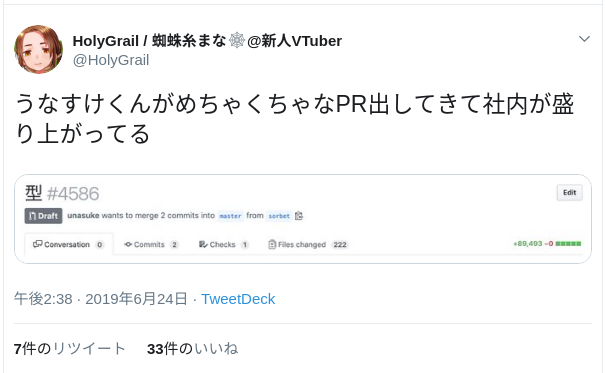 HolyGrail / 蜘蛛糸まな🕸@新人VTuber
@HolyGrail
うなすけくんがめちゃくちゃなPR出してきて社内が盛
り上がってる
型 #4586
Edit
Draft unasuke wants to merge 2 commits into master from sorbet
Conversation 0 Commits 2 Checks 1 Files changed 222 +89,493 −0
午後2:38 · 2019年6月24日 · TweetDeck
7件のリツイート 33件のいいね